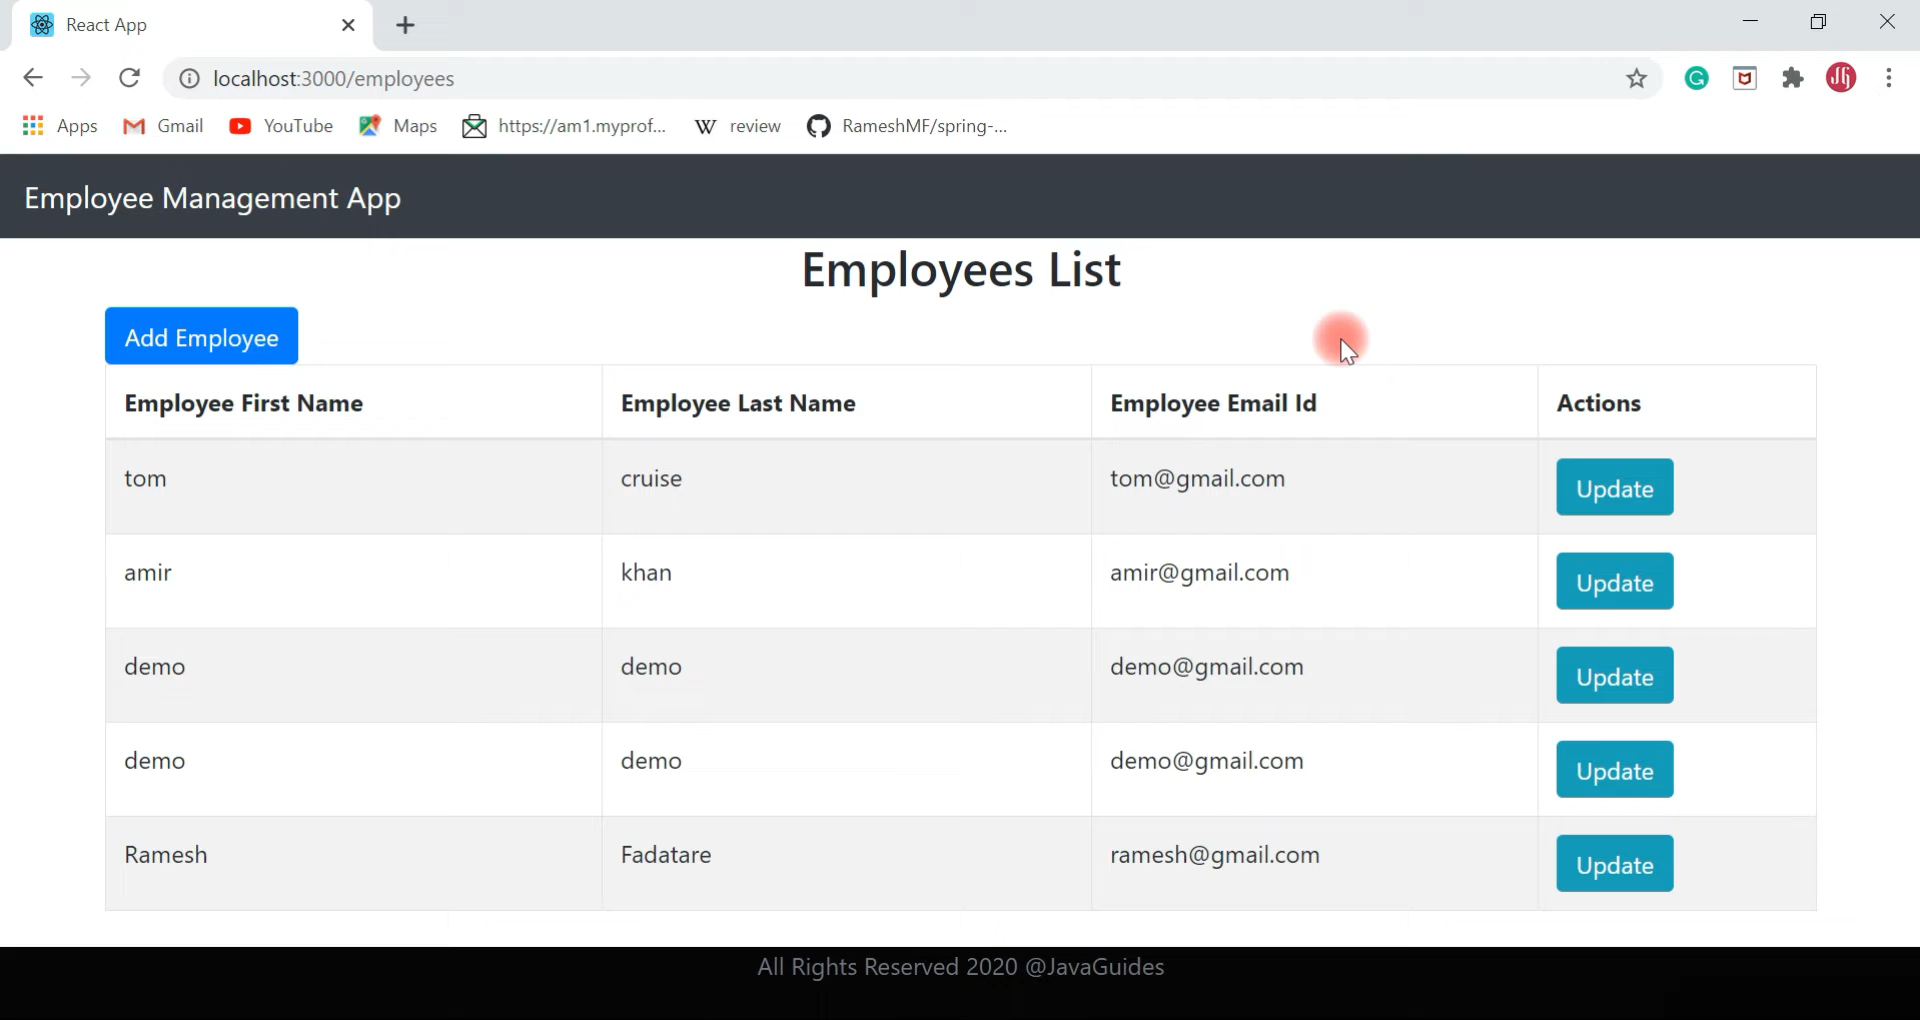 React App
localhost:3000/employees
Apps Gmail YouTube Maps https://am1.myprof... review RameshMF/spring-...
Employee Management App
Employees List
Add Employee
Employee First Name Employee Last Name Employee Email Id Actions
tom cruise tom@gmail.com Update
amir khan amir@gmail.com Update
demo demo demo@gmail.com Update
demo demo demo@gmail.com Update
Ramesh Fadatare ramesh@gmail.com Update
All Rights Reserved 2020 @JavaGuides